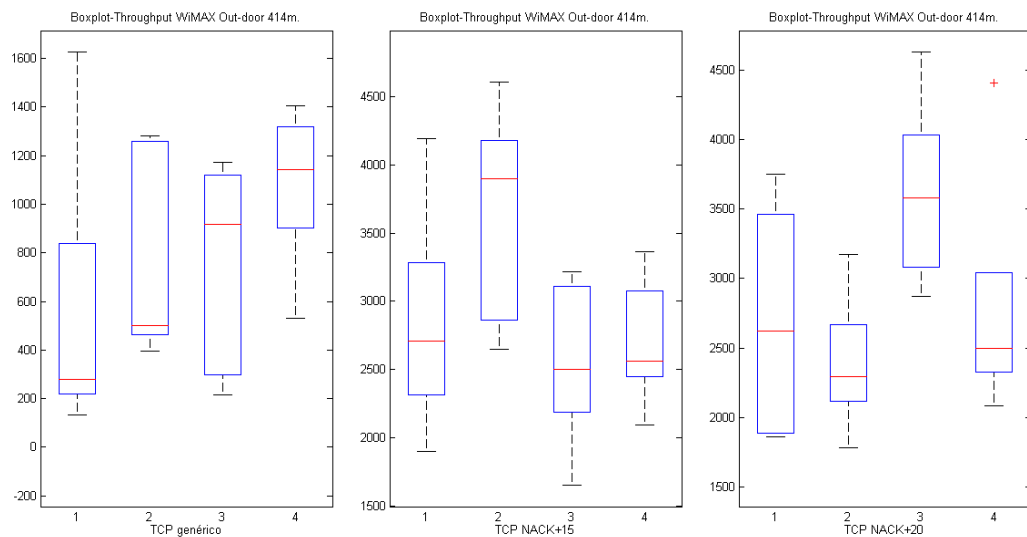 Boxplot-Throughput WiMAX Out-door 414m.
1600
1400
1200
1000
800
600
400
200
0
-200
1 2 3 4
TCP genérico
Boxplot-Throughput WiMAX Out-door 414m.
4500
4000
3500
3000
2500
2000
1500
1 2 3 4
TCP NACK+15
Boxplot-Throughput WiMAX Out-door 414m.
4500
4000
3500
3000
2500
2000
1500
1 2 3 4
TCP NACK+20